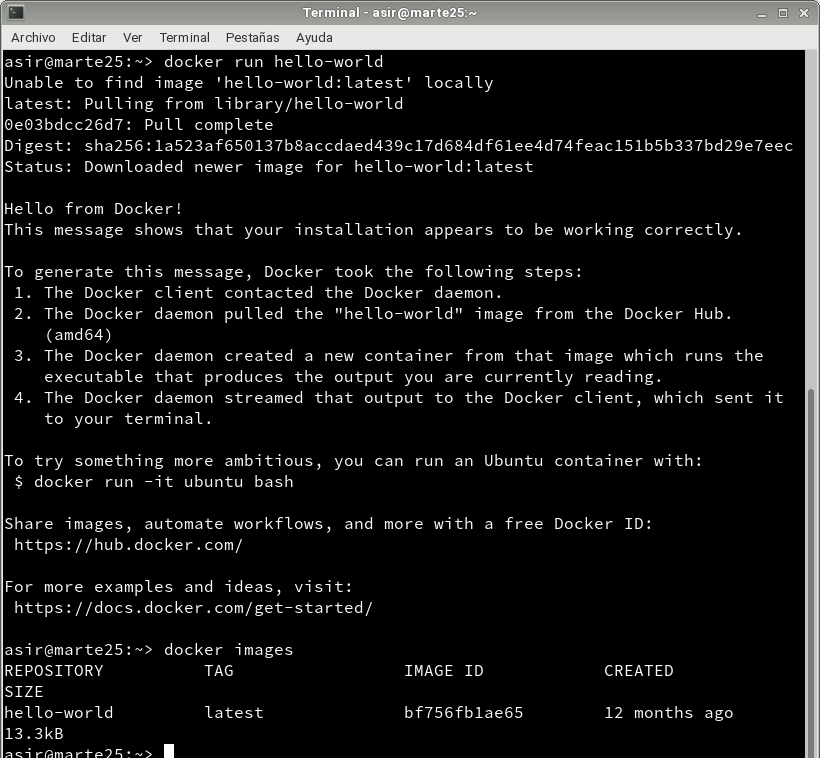 Terminal - asir@marte25:~
Archivo Editar Ver Terminal Pestañas Ayuda
asir@marte25:~> docker run hello-world
Unable to find image 'hello-world:latest' locally
latest: Pulling from library/hello-world
0e03bdcc26d7: Pull complete
Digest: sha256:1a523af650137b8accdaed439c17d684df61ee4d74feac151b5b337bd29e7eec
Status: Downloaded newer image for hello-world:latest
Hello from Docker!
This message shows that your installation appears to be working correctly.
To generate this message, Docker took the following steps:
1. The Docker client contacted the Docker daemon.
2. The Docker daemon pulled the "hello-world" image from the Docker Hub.
(amd64)
3. The Docker daemon created a new container from that image which runs the
executable that produces the output you are currently reading.
4. The Docker daemon streamed that output to the Docker client, which sent it
to your terminal.
To try something more ambitious, you can run an Ubuntu container with:
$ docker run -it ubuntu bash
Share images, automate workflows, and more with a free Docker ID:
https://hub.docker.com/
For more examples and ideas, visit:
https://docs.docker.com/get-started/
asir@marte25:~> docker images
REPOSITORY TAG IMAGE ID CREATED
SIZE
hello-world latest bf756fb1ae65 12 months ago
13.3kB
asir@marte25:~>